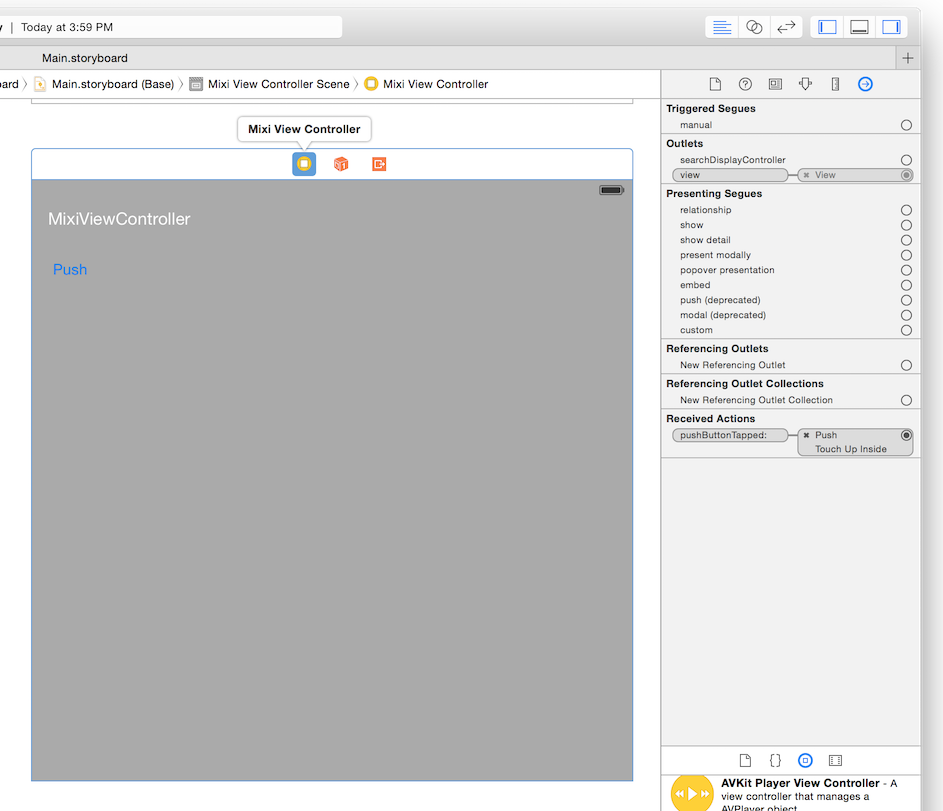 | Today at 3:59 PM
Main.storyboard
Main.storyboard (Base) Mixi View Controller Scene Mixi View Controller
Mixi View Controller
MixiViewController
Push
Triggered Segues
manual
Outlets
searchDisplayController
view View
Presenting Segues
relationship
show
show detail
present modally
popover presentation
embed
push (deprecated)
modal (deprecated)
custom
Referencing Outlets
New Referencing Outlet
Referencing Outlet Collections
New Referencing Outlet Collection
Received Actions
pushButtonTapped: Push
Touch Up Inside
AVKit Player View Controller - A
view controller that manages a
AVPlayer object